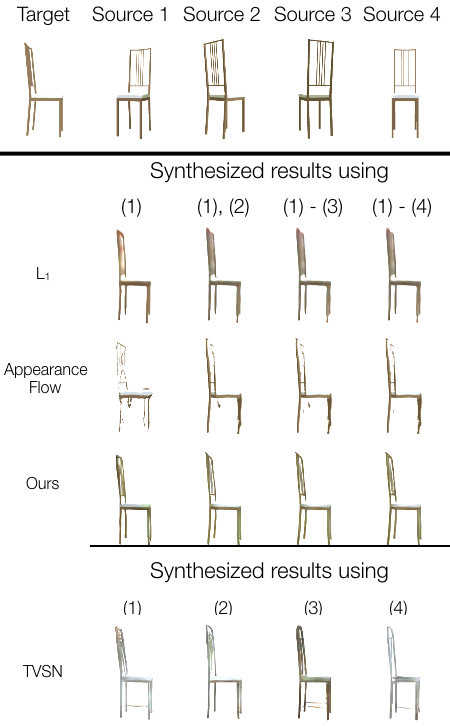 Target Source 1 Source 2 Source 3 Source 4
Synthesized results using
(1) (1), (2) (1) - (3) (1) - (4)
L1
Appearance
Flow
Ours
Synthesized results using
(1) (2) (3) (4)
TVSN